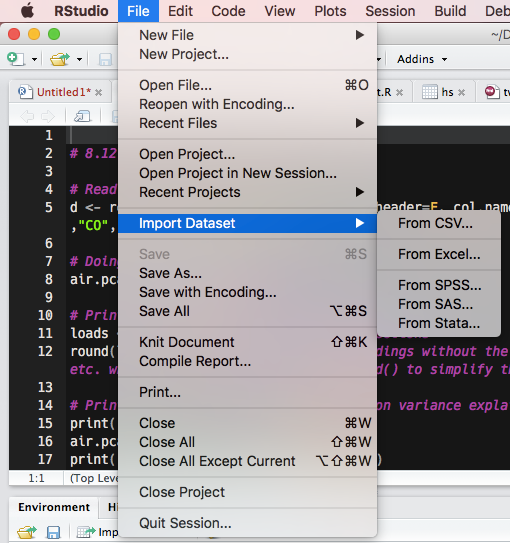 RStudio File Edit Code View Plots Session Build
~/D
Addins
Untitled1* × t.R × hs ×
New File
New Project...
Open File... ⌘O
Reopen with Encoding...
Recent Files
Open Project...
Open Project in New Session...
Recent Projects
Import Dataset
From CSV...
From Excel...
From SPSS...
From SAS...
From Stata...
Save ⌘S
Save As...
Save with Encoding...
Save All ⌥⌘S
Knit Document ⇧⌘K
Compile Report...
Print...
Close ⌘W
Close All ⇧⌘W
Close All Except Current ⌥⇧⌘W
Close Project
Quit Session...
1
2 # 8.12
3
4 # Read
5 d <- re header=F, col.name
,"CO",
6
7 # Doing
8 air.pca
9
10 # Prin
11 loads <
12 round(l dings without the
etc. w d() to simplify th
13
14 # Prin on variance expla
15 print(
16 air.pca
17 print( )
1:1 (Top Leve
Environment Hi
Imp